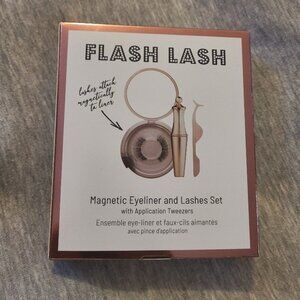 FLASH LASH
lashes attach
magnetically
to liner
Magnetic Eyeliner and Lashes Set
with Application Tweezers
Ensemble eye-liner et faux-cils aimantés
avec pince d'application